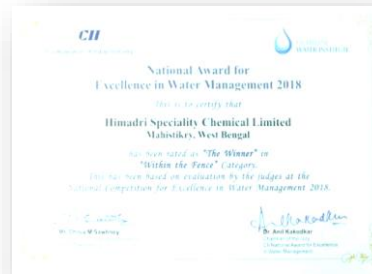 CII
WATER INSTITUTE
National Award for
Excellence in Water Management 2018
This is to certify that
Himadri Speciality Chemical Limited
Mahistikry, West Bengal
has been rated as "The Winner" in
"Within the Fence" Category.
This has been based on evaluation by the judges at the
National Competition for Excellence in Water Management 2018.